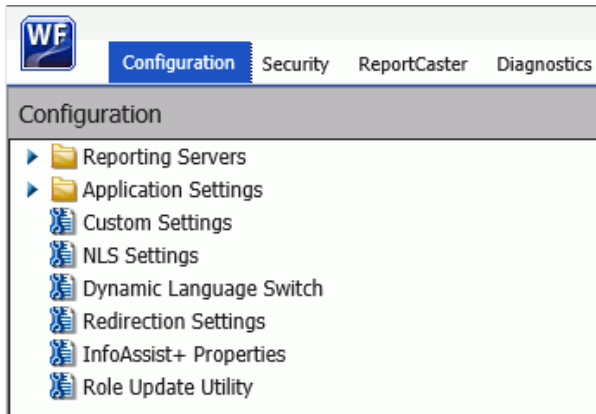 WF
Configuration Security ReportCaster Diagnostics
Configuration
Reporting Servers
Application Settings
Custom Settings
NLS Settings
Dynamic Language Switch
Redirection Settings
InfoAssist+ Properties
Role Update Utility